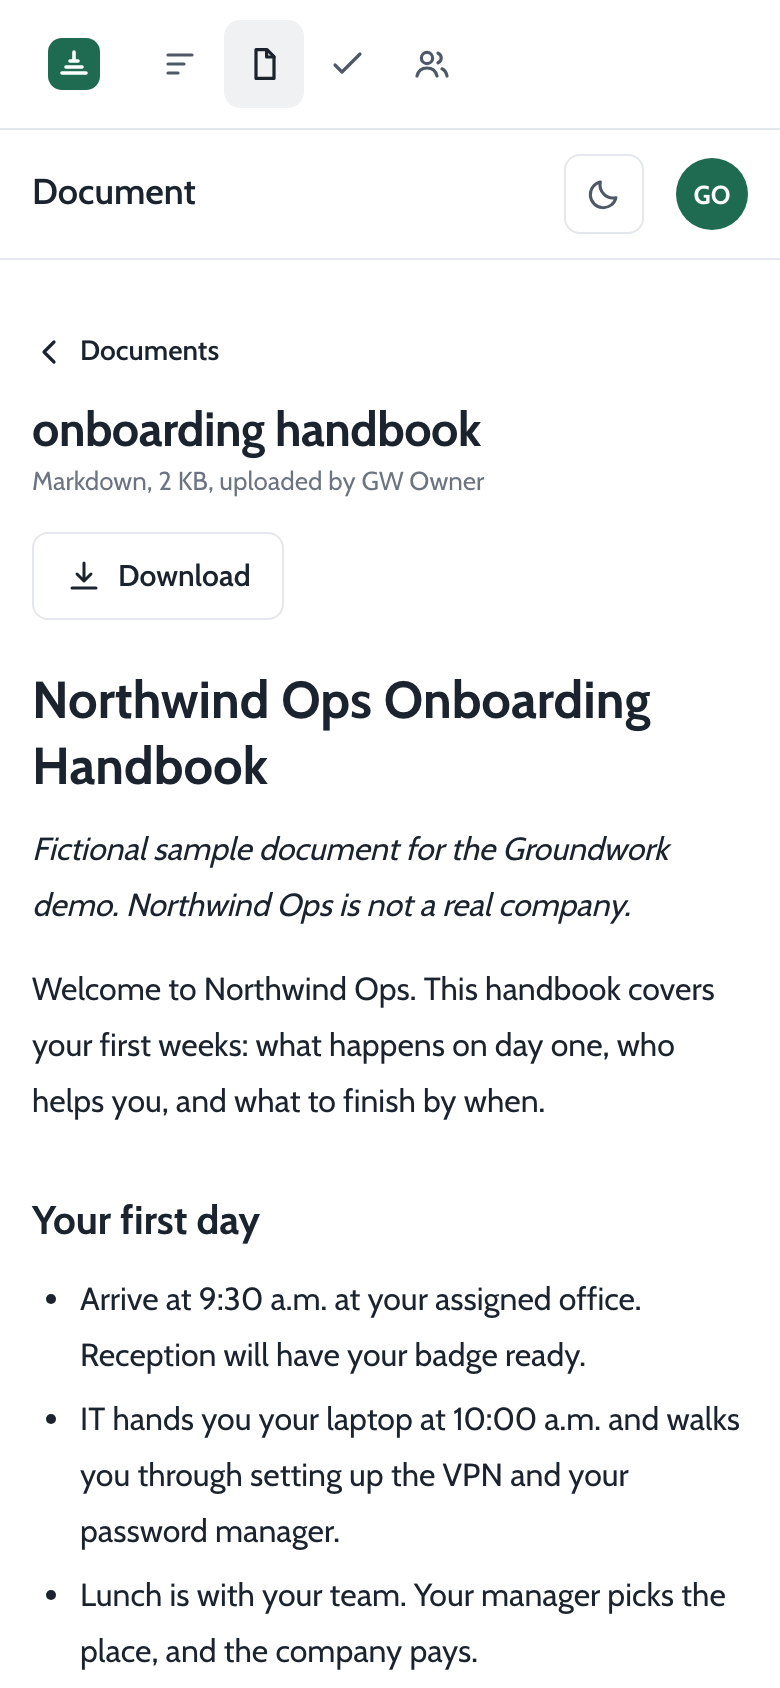 Document
GO
Documents
onboarding handbook
Markdown, 2 KB, uploaded by GW Owner
Download
Northwind Ops Onboarding
Handbook
Fictional sample document for the Groundwork
demo. Northwind Ops is not a real company.
Welcome to Northwind Ops. This handbook covers
your first weeks: what happens on day one, who
helps you, and what to finish by when.
Your first day
• Arrive at 9:30 a.m. at your assigned office.
Reception will have your badge ready.
• IT hands you your laptop at 10:00 a.m. and walks
you through setting up the VPN and your
password manager.
• Lunch is with your team. Your manager picks the
place, and the company pays.